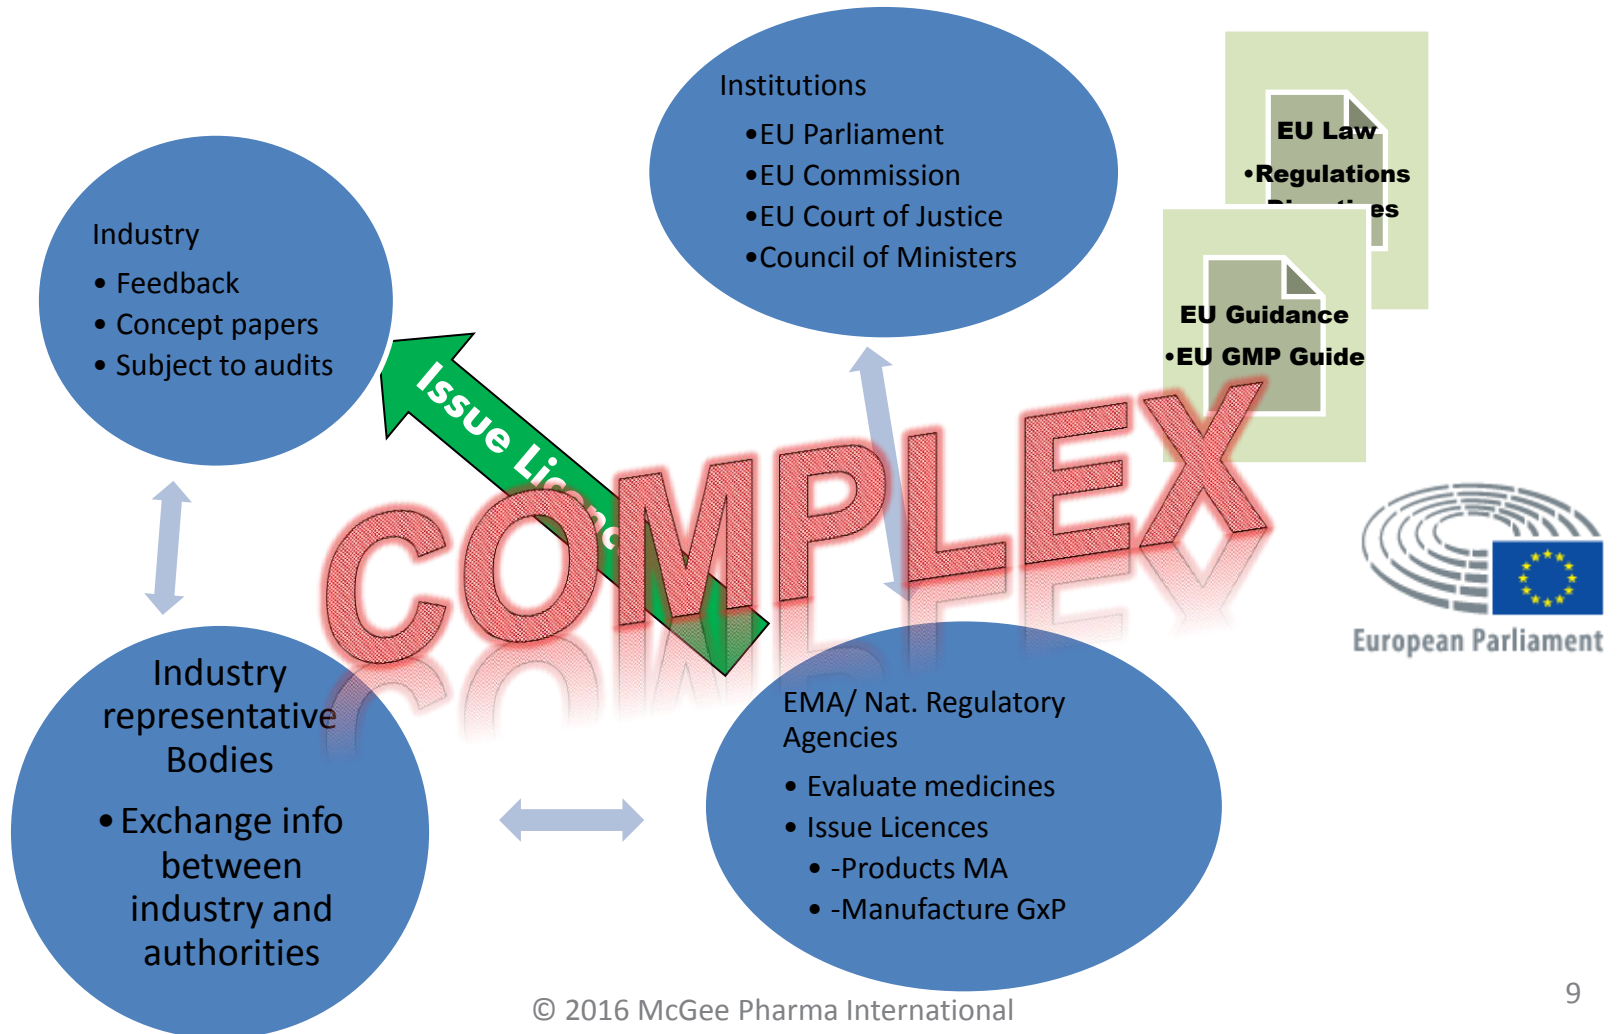 Institutions
•EU Parliament
•EU Commission
•EU Court of Justice
•Council of Ministers
EU Law
•Regulations
EU Guidance
•EU GMP Guide
Industry
• Feedback
• Concept papers
• Subject to audits
Issue
COMPLEX
European Parliament
Industry
representative
Bodies
• Exchange info
between
industry and
authorities
EMA/ Nat. Regulatory
Agencies
• Evaluate medicines
• Issue Licences
• -Products MA
• -Manufacture GxP
© 2016 McGee Pharma International
9